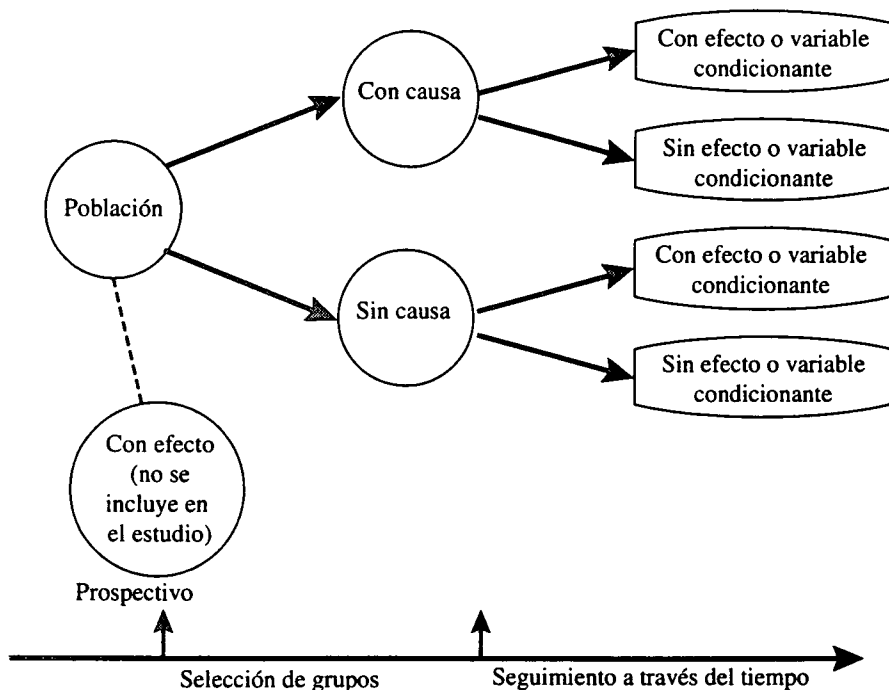 Con efecto o variable
condicionante
Con causa
Sin efecto o variable
condicionante
Población
Con efecto o variable
condicionante
Sin causa
Sin efecto o variable
condicionante
Con efecto
(no se
incluye en
el estudio)
Prospectivo
Selección de grupos
Seguimiento a través del tiempo